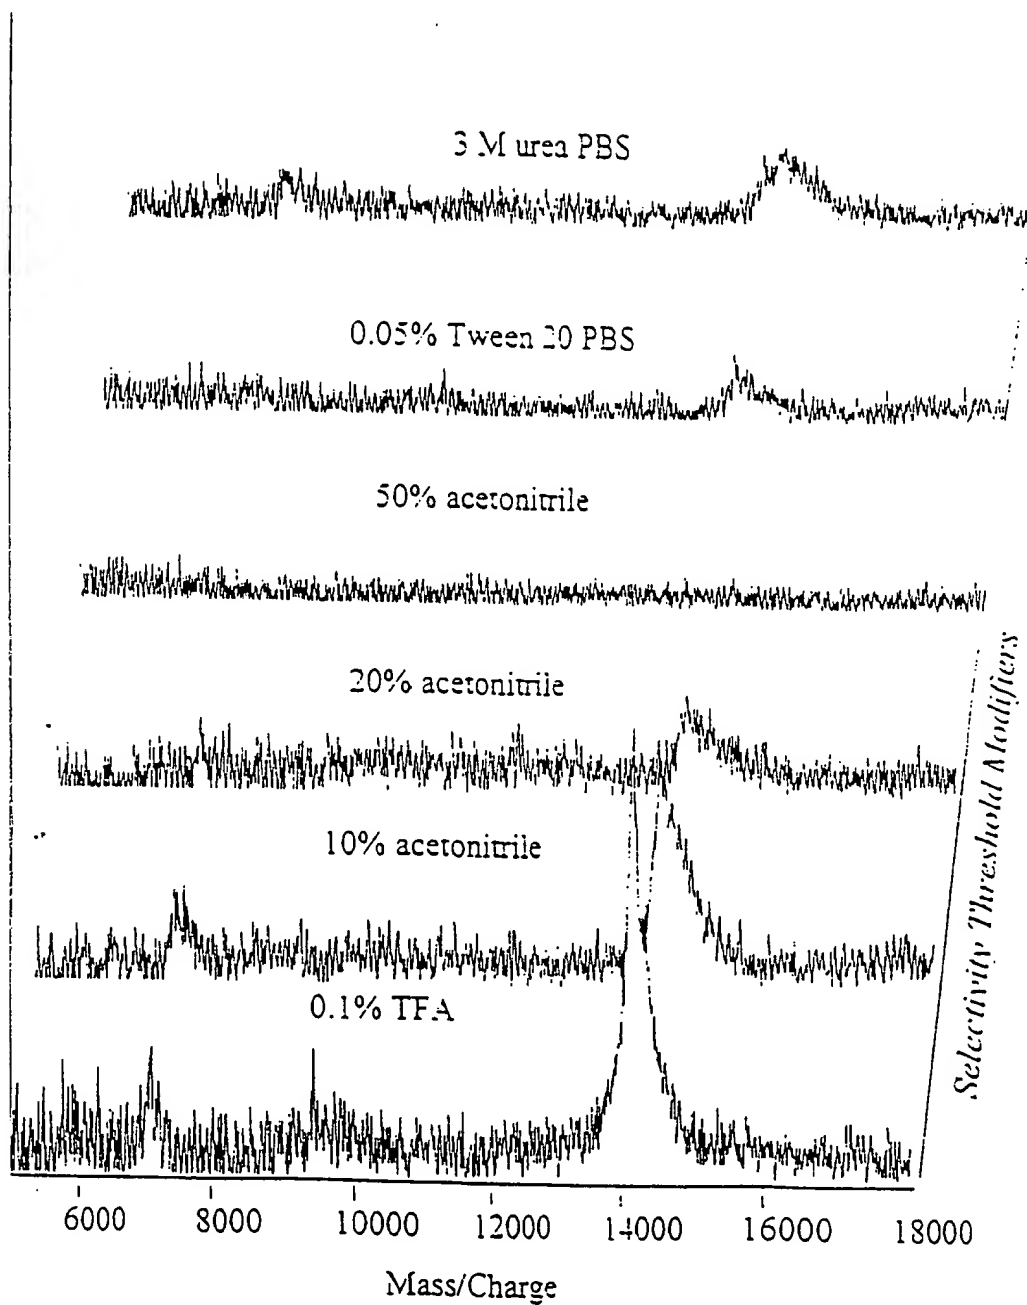 3 M urea PBS
0.05% Tween 20 PBS
50% acetonitrile
20% acetonitrile
10% acetonitrile
0.1% TFA
Selectivity Threshold Modifiers
6000 8000 10000 12000 14000 16000 18000
Mass/Charge